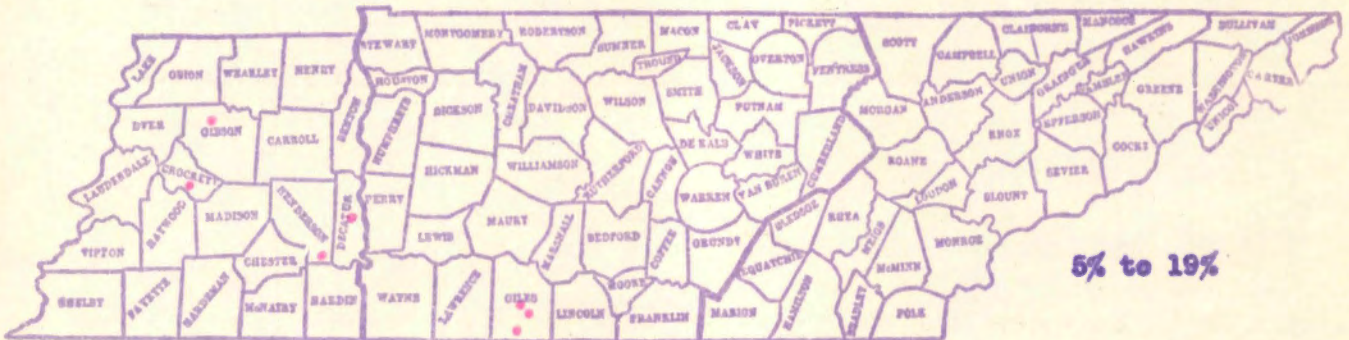 LAKE
OBION
WEAKLEY
HENRY
STEWART
MONTGOMERY
ROBERTSON
SUMNER
MACON
CLAY
PICKETT
SCOTT
CAMPBELL
CLAIBORNE
HANCOCK
HAWKINS
SULLIVAN
JOHNSON
HOUSTON
TROUSD
JACKSON
OVERTON
FENTRESS
UNION
GRAINGER
HAMBLEN
GREENE
WASHINGTON
CARTER
UNICOI
DYER
GIBSON
CARROLL
BENTON
HUMPHREYS
DICKSON
CHEATHAM
DAVIDSON
WILSON
SMITH
PUTNAM
MORGAN
ANDERSON
KNOX
JEFFERSON
COCKE
LAUDERDALE
CROCKETT
HICKMAN
WILLIAMSON
RUTHERFORD
CANNON
DE KALB
WHITE
CUMBERLAND
ROANE
LOUDON
BLOUNT
SEVIER
TIPTON
HAYWOOD
MADISON
HENDERSON
DECATUR
PERRY
LEWIS
MAURY
MARSHALL
BEDFORD
COFFEE
WARREN
VAN BUREN
GRUNDY
BLEDSOE
RHEA
MEIGS
McMINN
MONROE
CHESTER
SEQUATCHIE
5% to 19%
SHELBY
FAYETTE
HARDEMAN
McNAIRY
HARDIN
WAYNE
LAWRENCE
GILES
LINCOLN
MOORE
FRANKLIN
MARION
HAMILTON
BRADLEY
POLK